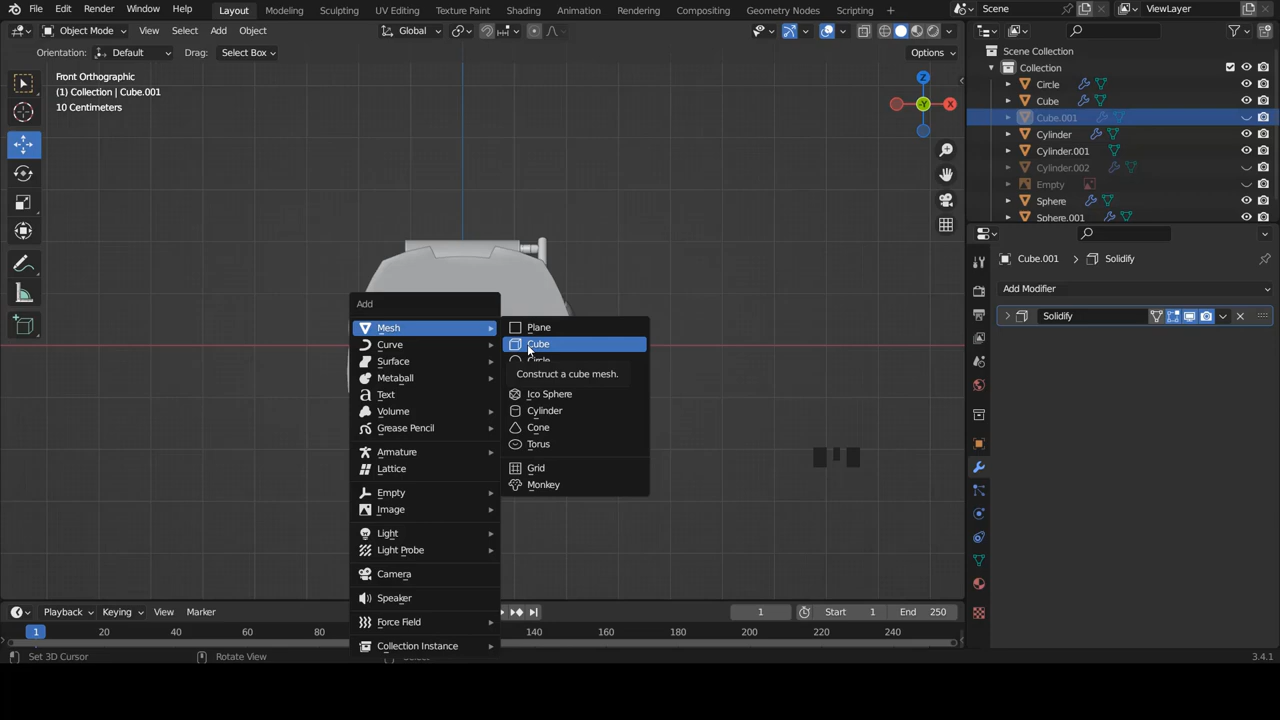 File Edit Render Window Help Layout Modeling Sculpting UV Editing Texture Paint Shading Animation Rendering Compositing Geometry Nodes Scripting Scene ViewLayer
Object Mode View Select Add Object Global
Orientation: Default Drag: Select Box Options
Front Orthographic
(1) Collection | Cube.001
10 Centimeters
Z
Y
X
Add
Mesh
Curve
Surface
Metaball
Text
Volume
Grease Pencil
Armature
Lattice
Empty
Image
Light
Light Probe
Camera
Speaker
Force Field
Collection Instance
Plane
Cube
Circle
Construct a cube mesh.
Ico Sphere
Cylinder
Cone
Torus
Grid
Monkey
Scene Collection
Collection
Circle
Cube
Cube.001
Cylinder
Cylinder.001
Cylinder.002
Empty
Sphere
Sphere.001
Cube.001 Solidify
Add Modifier
Solidify
Playback Keying View Marker 1 Start 1 End 250
1 20 40 60 80 140 160 180 200 220 240
Set 3D Cursor Rotate View 3.4.1